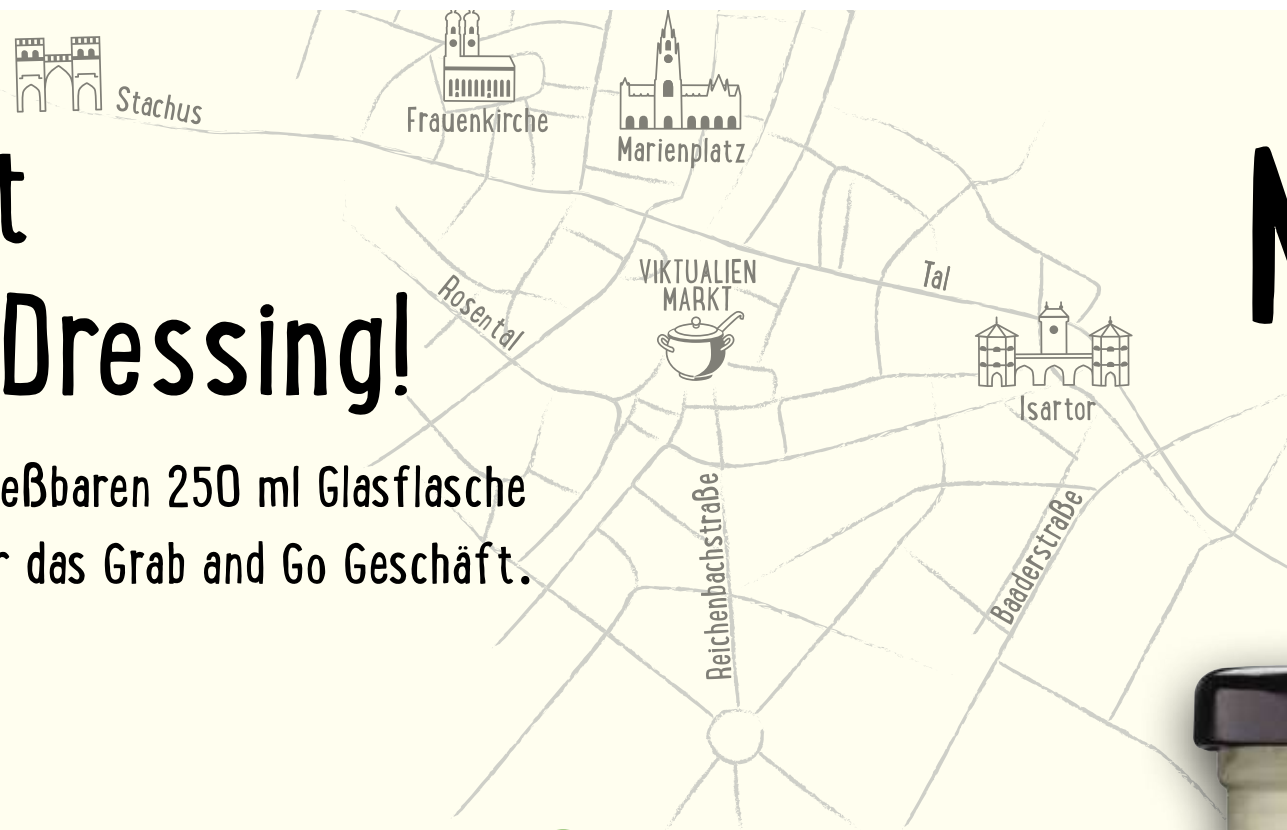 Stachus
Frauenkirche
Marienplatz
t
Dressing!
VIKTUALIEN
MARKT
Tal
Rosental
Isartor
eßbaren 250 ml Glasflasche
r das Grab and Go Geschäft.
Reichenbachstraße
Baaderstraße